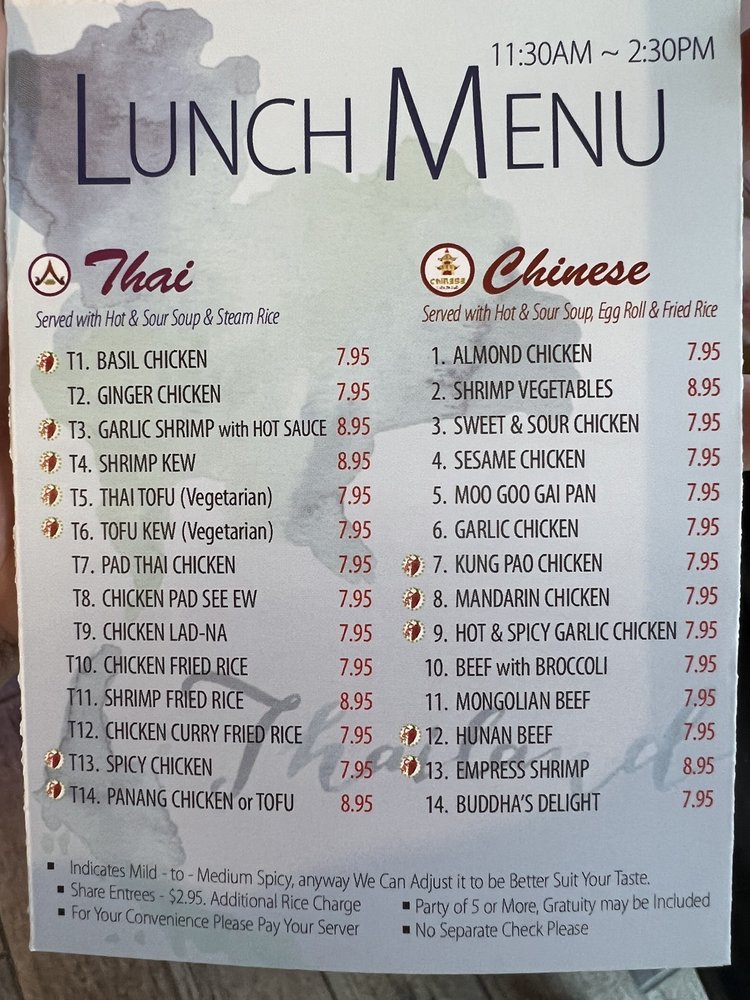 11:30AM ~ 2:30PM
LUNCH MENU
Thai
Served with Hot & Sour Soup & Steam Rice
T1. BASIL CHICKEN 7.95
T2. GINGER CHICKEN 7.95
T3. GARLIC SHRIMP with HOT SAUCE 8.95
T4. SHRIMP KEW 8.95
T5. THAI TOFU (Vegetarian) 7.95
T6. TOFU KEW (Vegetarian) 7.95
T7. PAD THAI CHICKEN 7.95
T8. CHICKEN PAD SEE EW 7.95
T9. CHICKEN LAD-NA 7.95
T10. CHICKEN FRIED RICE 7.95
T11. SHRIMP FRIED RICE 8.95
T12. CHICKEN CURRY FRIED RICE 7.95
T13. SPICY CHICKEN 7.95
T14. PANANG CHICKEN or TOFU 8.95
CHINESE
Chinese
Served with Hot & Sour Soup, Egg Roll & Fried Rice
1. ALMOND CHICKEN 7.95
2. SHRIMP VEGETABLES 8.95
3. SWEET & SOUR CHICKEN 7.95
4. SESAME CHICKEN 7.95
5. MOO GOO GAI PAN 7.95
6. GARLIC CHICKEN 7.95
7. KUNG PAO CHICKEN 7.95
8. MANDARIN CHICKEN 7.95
9. HOT & SPICY GARLIC CHICKEN 7.95
10. BEEF with BROCCOLI 7.95
11. MONGOLIAN BEEF 7.95
12. HUNAN BEEF 7.95
13. EMPRESS SHRIMP 8.95
14. BUDDHA'S DELIGHT 7.95
Thailand
Indicates Mild - to - Medium Spicy, anyway We Can Adjust it to be Better Suit Your Taste.
Share Entrees - $2.95. Additional Rice Charge
For Your Convenience Please Pay Your Server
Party of 5 or More, Gratuity may be Included
No Separate Check Please